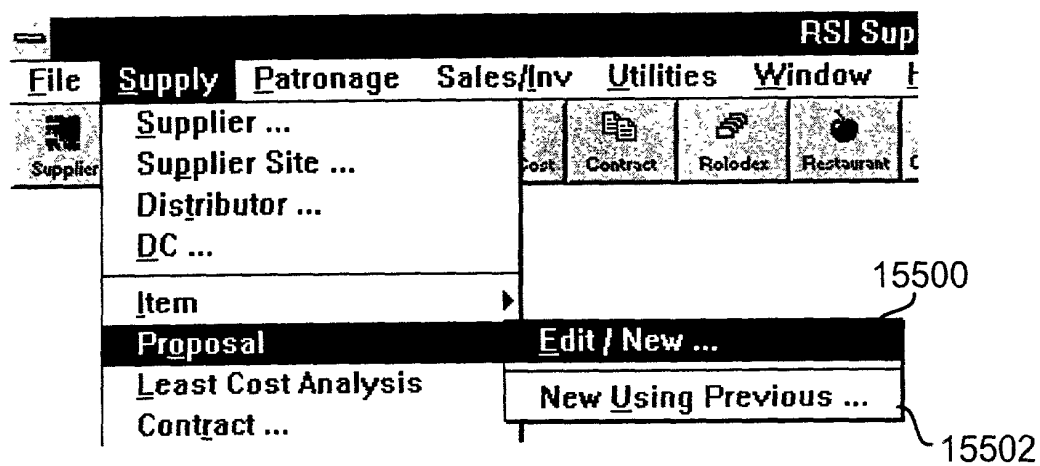 RSI Sup
File Supply Patronage Sales/Inv Utilities Window H
Supplier Cost Contract Rolodex Restaurant C
Supplier ...
Supplier Site ...
Distributor ...
DC ...
Item
Proposal
Least Cost Analysis
Contract ...
Edit / New ...
New Using Previous ...
15500
15502